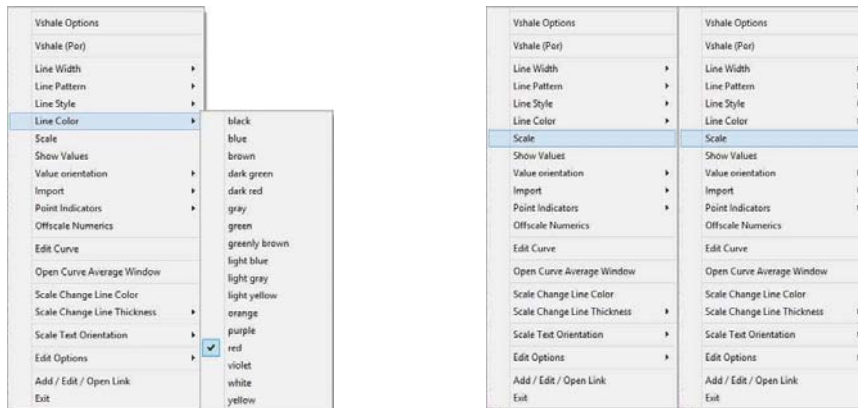 Vshale Options
Vshale (Por)
Line Width
Line Pattern
Line Style
Line Color
Scale
Show Values
Value orientation
Import
Point Indicators
Offscale Numerics
Edit Curve
Open Curve Average Window
Scale Change Line Color
Scale Change Line Thickness
Scale Text Orientation
Edit Options
Add / Edit / Open Link
Exit
black
blue
brown
dark green
dark red
gray
green
greenly brown
light blue
light gray
light yellow
orange
purple
red
violet
white
yellow
Vshale Options
Vshale (Por)
Line Width
Line Pattern
Line Style
Line Color
Scale
Show Values
Value orientation
Import
Point Indicators
Offscale Numerics
Edit Curve
Open Curve Average Window
Scale Change Line Color
Scale Change Line Thickness
Scale Text Orientation
Edit Options
Add / Edit / Open Link
Exit
Vshale Options
Vshale (Por)
Line Width
Line Pattern
Line Style
Line Color
Scale
Show Values
Value orientation
Import
Point Indicators
Offscale Numerics
Edit Curve
Open Curve Average Window
Scale Change Line Color
Scale Change Line Thickness
Scale Text Orientation
Edit Options
Add / Edit / Open Link
Exit